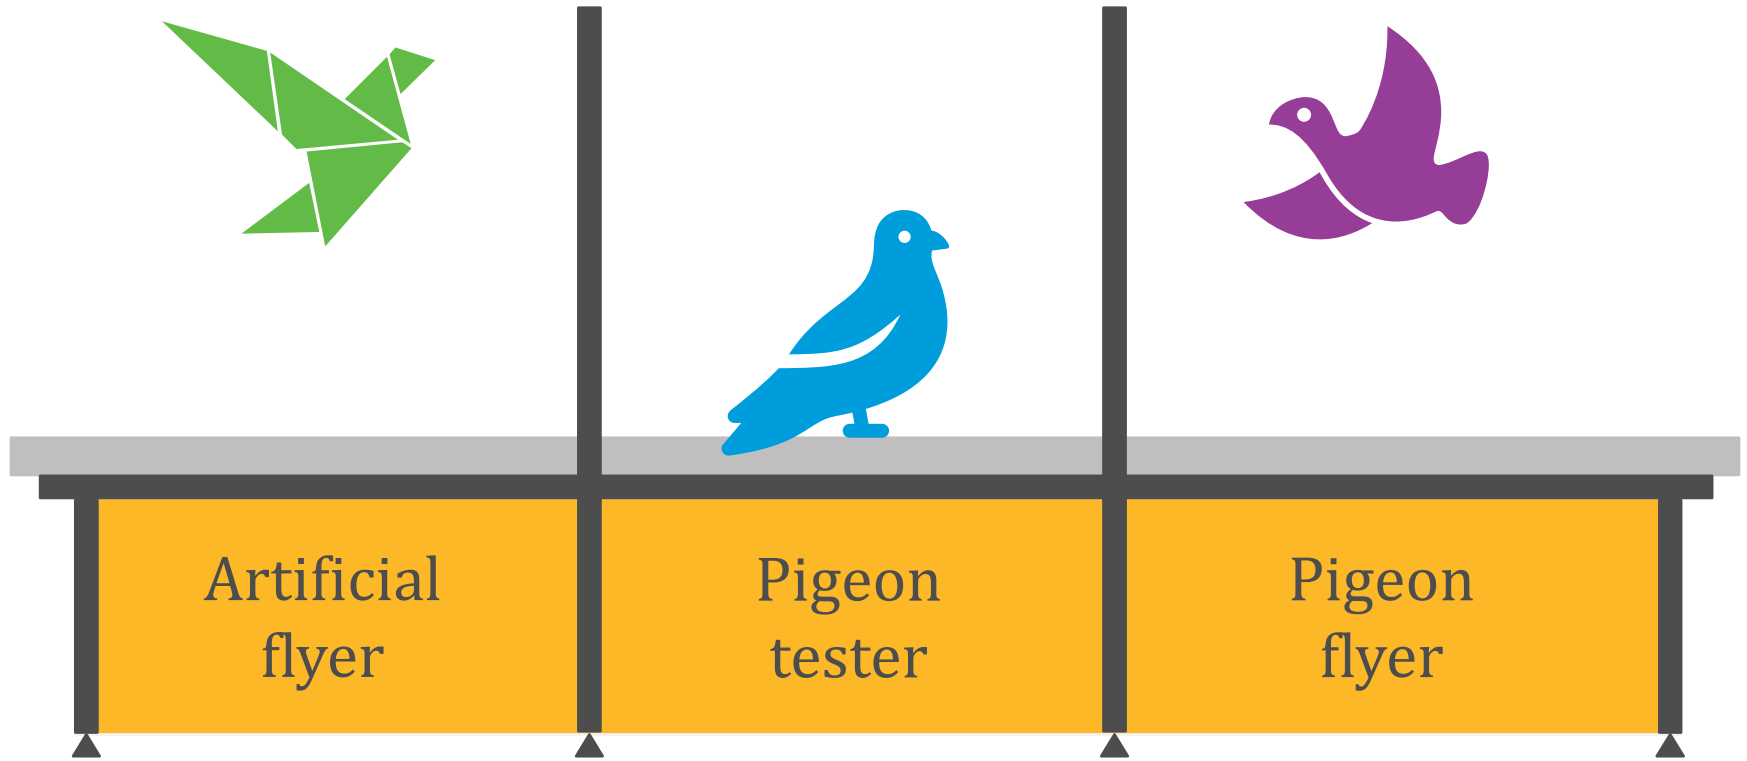 Artificial
flyer
Pigeon
tester
Pigeon
flyer